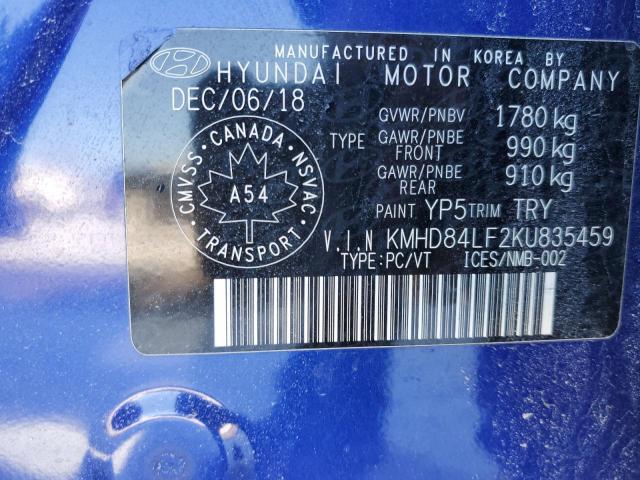 MANUFACTURED IN KOREA BY
HYUNDAI MOTOR COMPANY
DEC/06/18
GVWR/PNBV 1780 kg
TYPE GAWR/PNBE FRONT 990 kg
GAWR/PNBE REAR 910 kg
CANADA
CMVSS NSVAC
A54
TRANSPORT
PAINT YP5 TRIM TRY
V.I.N KMHD84LF2KU835459
TYPE:PC/VT ICES/NMB-002